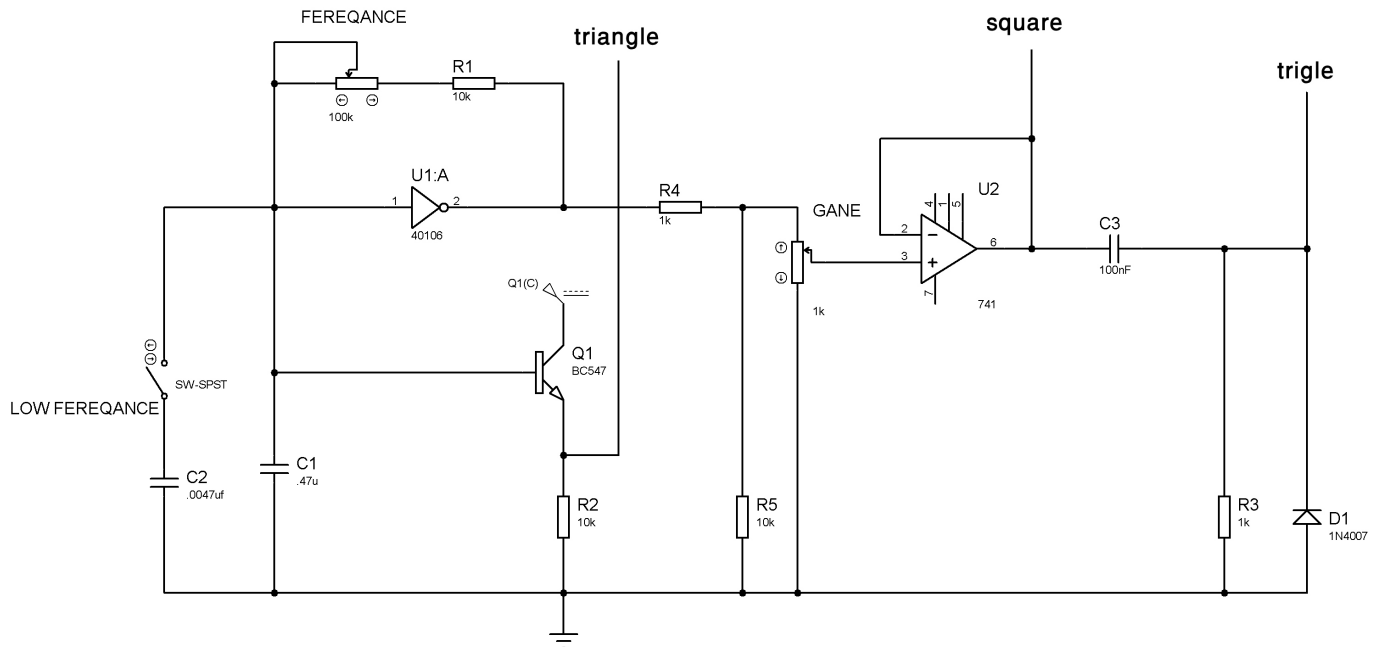 FEREQANCE
triangle
square
trigle
R1
10k
100k
U1:A
1
2
40106
R4
1k
GANE
1k
U2
4
1
5
2
3
6
7
741
C3
100nF
Q1(C)
Q1
BC547
SW-SPST
LOW FEREQANCE
C2
.0047uf
C1
.47u
R2
10k
R5
10k
R3
1k
D1
1N4007